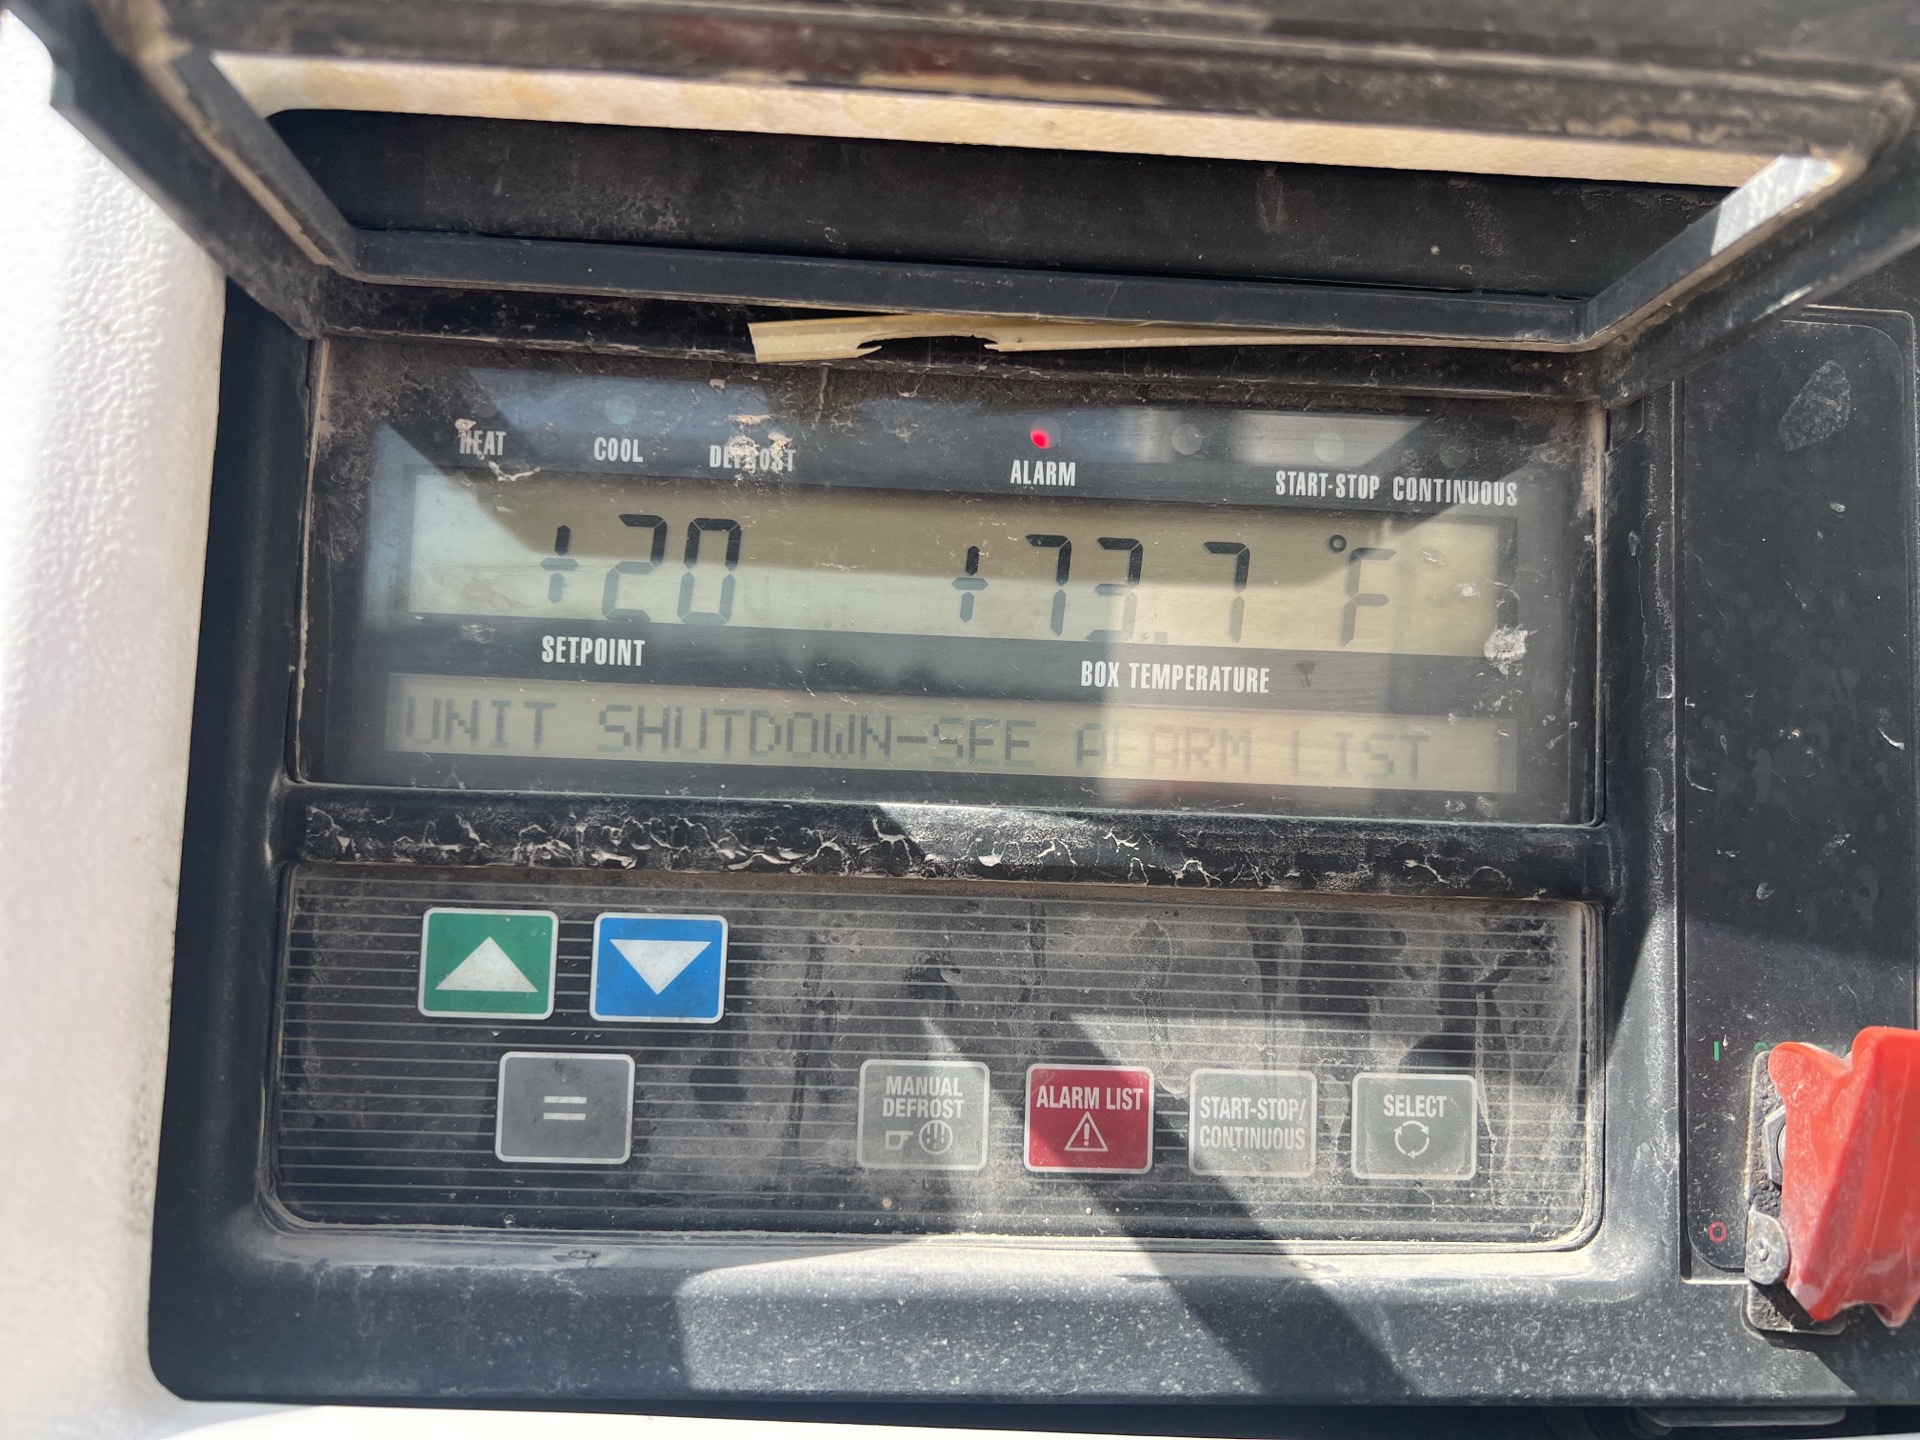 HEAT COOL DEFROST ALARM START-STOP CONTINUOUS
+20 +73.7 °F
SETPOINT BOX TEMPERATURE
UNIT SHUTDOWN-SEE ALARM LIST
=
MANUAL DEFROST
ALARM LIST
START-STOP/
CONTINUOUS
SELECT
I
O